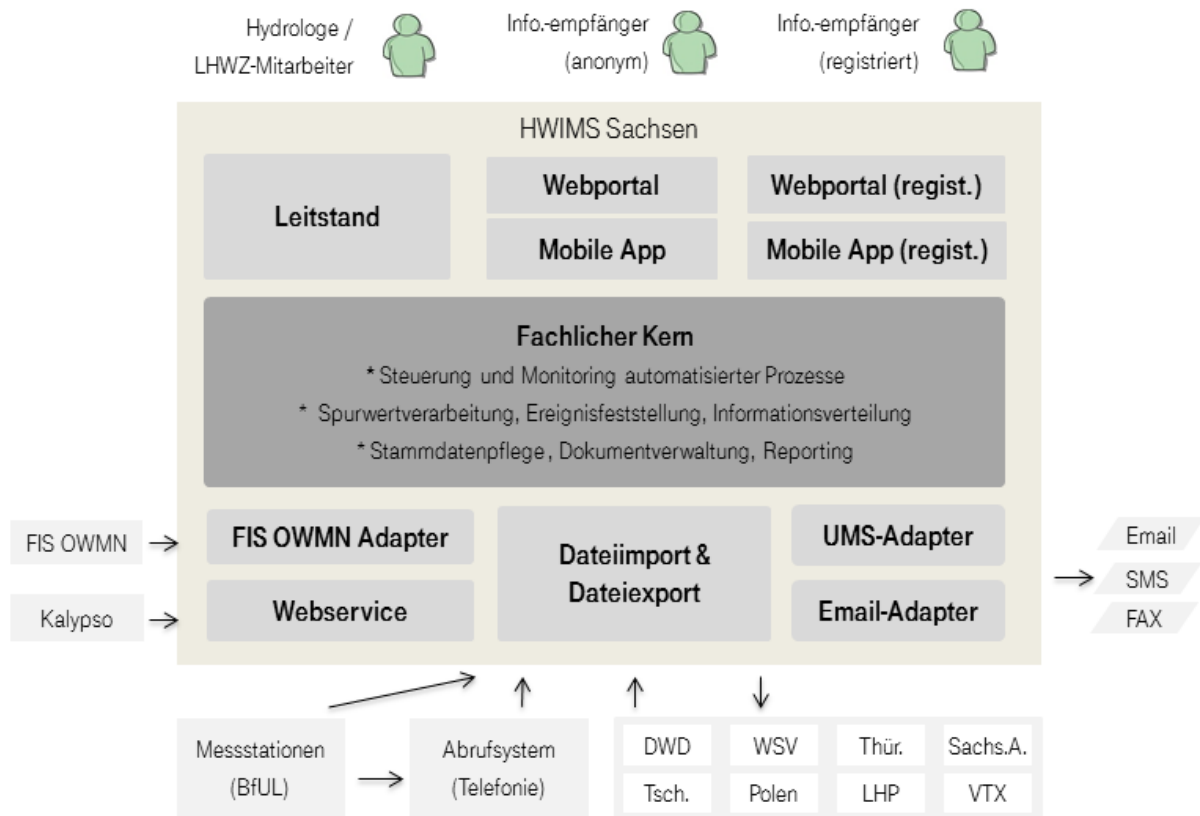 Hydrologe /
LHWZ-Mitarbeiter
Info.-empfänger
(anonym)
Info.-empfänger
(registriert)
HWIMS Sachsen
Leitstand
Webportal
Mobile App
Webportal (regist.)
Mobile App (regist.)
Fachlicher Kern
* Steuerung und Monitoring automatisierter Prozesse
* Spurwertverarbeitung, Ereignisfeststellung, Informationsverteilung
* Stammdatenpflege, Dokumentverwaltung, Reporting
FIS OWMN
Kalypso
FIS OWMN Adapter
Webservice
Dateiimport &
Dateiexport
UMS-Adapter
Email-Adapter
Email
SMS
FAX
Messstationen
(BfUL)
Abrufsystem
(Telefonie)
DWD
WSV
Thür.
Sachs.A.
Tsch.
Polen
LHP
VTX